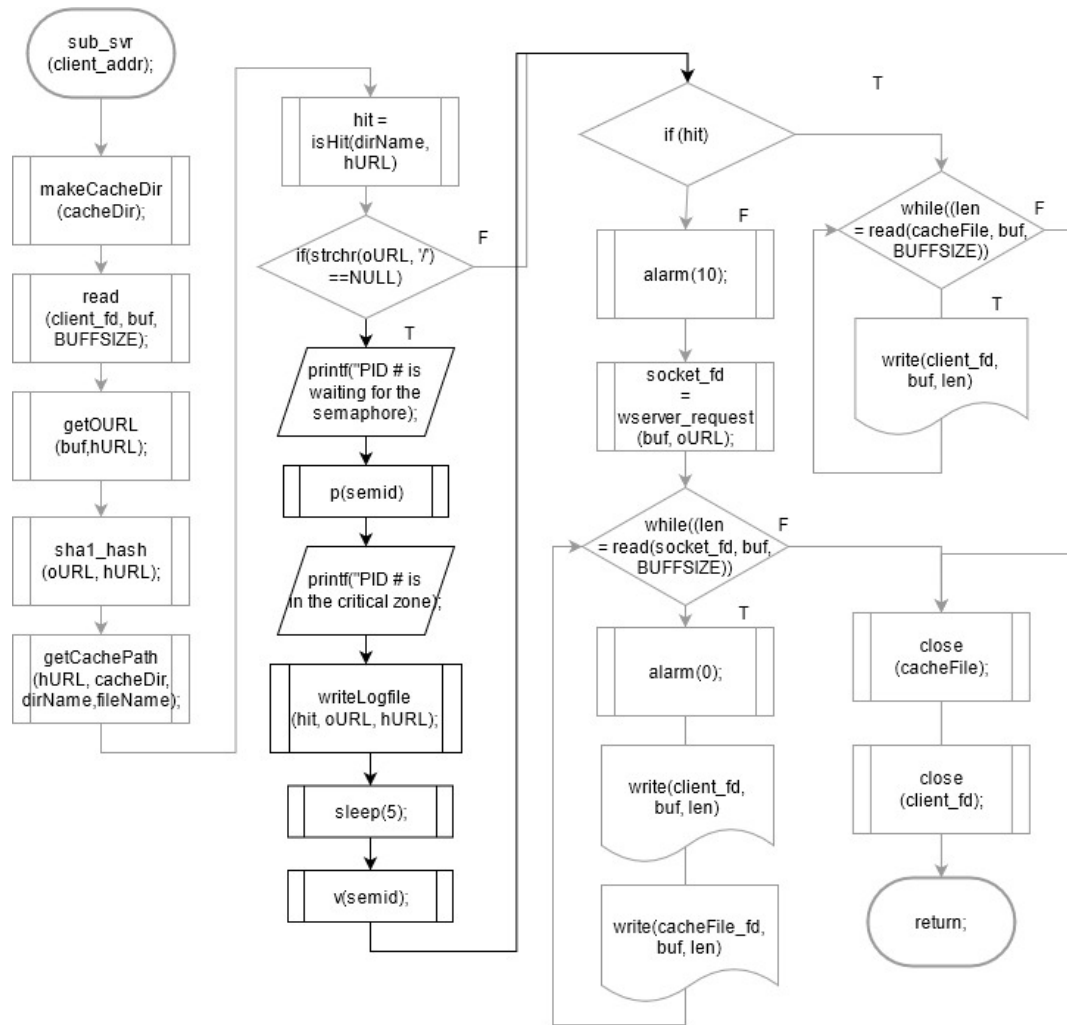 sub_svr
(client_addr);
makeCacheDir
(cacheDir);
read
(client_fd, buf,
BUFFSIZE);
getOURL
(buf,hURL);
sha1_hash
(oURL, hURL);
getCachePath
(hURL, cacheDir,
dirName,fileName);
hit =
isHit(dirName,
hURL)
if(strchr(oURL, '/')
==NULL)
F
T
printf("PID # is
waiting for the
semaphore);
p(semid)
printf("PID # is
in the critical zone);
writeLogfile
(hit, oURL, hURL);
sleep(5);
v(semid);
if (hit)
T
F
alarm(10);
socket_fd
=
wserver_request
(buf, oURL);
while((len
= read(socket_fd, buf,
BUFFSIZE))
F
T
alarm(0);
write(client_fd,
buf, len)
write(cacheFile_fd,
buf, len)
while((len
= read(cacheFile, buf,
BUFFSIZE))
F
T
write(client_fd,
buf, len)
close
(cacheFile);
close
(client_fd);
return;